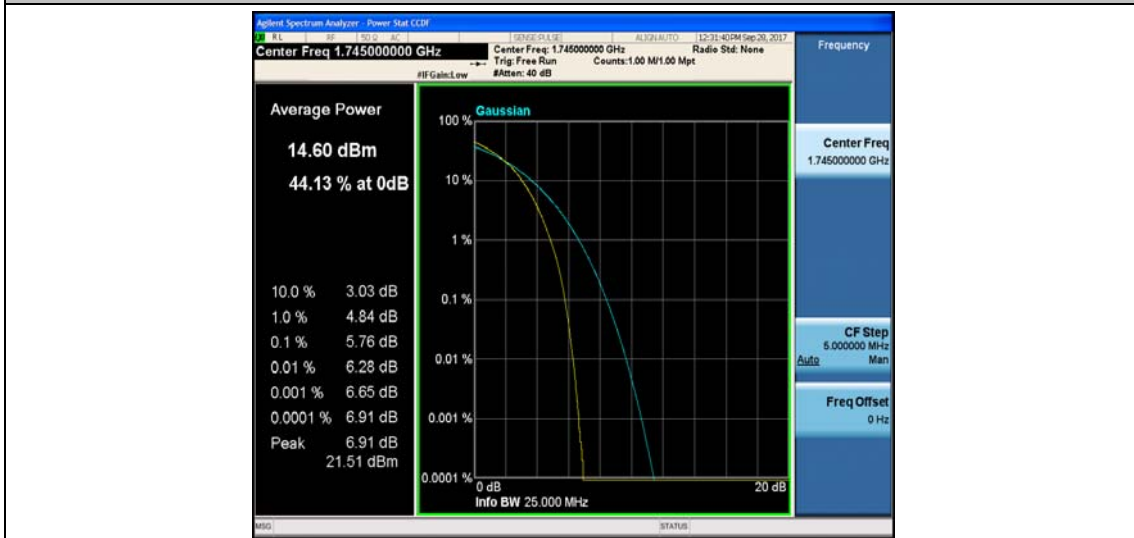 Agilent Spectrum Analyzer - Power Stat CCDF
RL RF 50 Ω AC SENSE:PULSE ALIGN AUTO 12:31:40 PM Sep 28, 2017
Center Freq 1.745000000 GHz
Center Freq: 1.745000000 GHz Radio Std: None
Trig: Free Run Counts:1.00 M/1.00 Mpt
#IFGain:Low #Atten: 40 dB
Frequency
Average Power
14.60 dBm
44.13 % at 0dB
10.0 % 3.03 dB
1.0 % 4.84 dB
0.1 % 5.76 dB
0.01 % 6.28 dB
0.001 % 6.65 dB
0.0001 % 6.91 dB
Peak 6.91 dB
21.51 dBm
Gaussian
100 %
10 %
1 %
0.1 %
0.01 %
0.001 %
0.0001 %
0 dB 20 dB
Info BW 25.000 MHz
Center Freq
1.745000000 GHz
CF Step
5.000000 MHz
Auto Man
Freq Offset
0 Hz
MSG STATUS